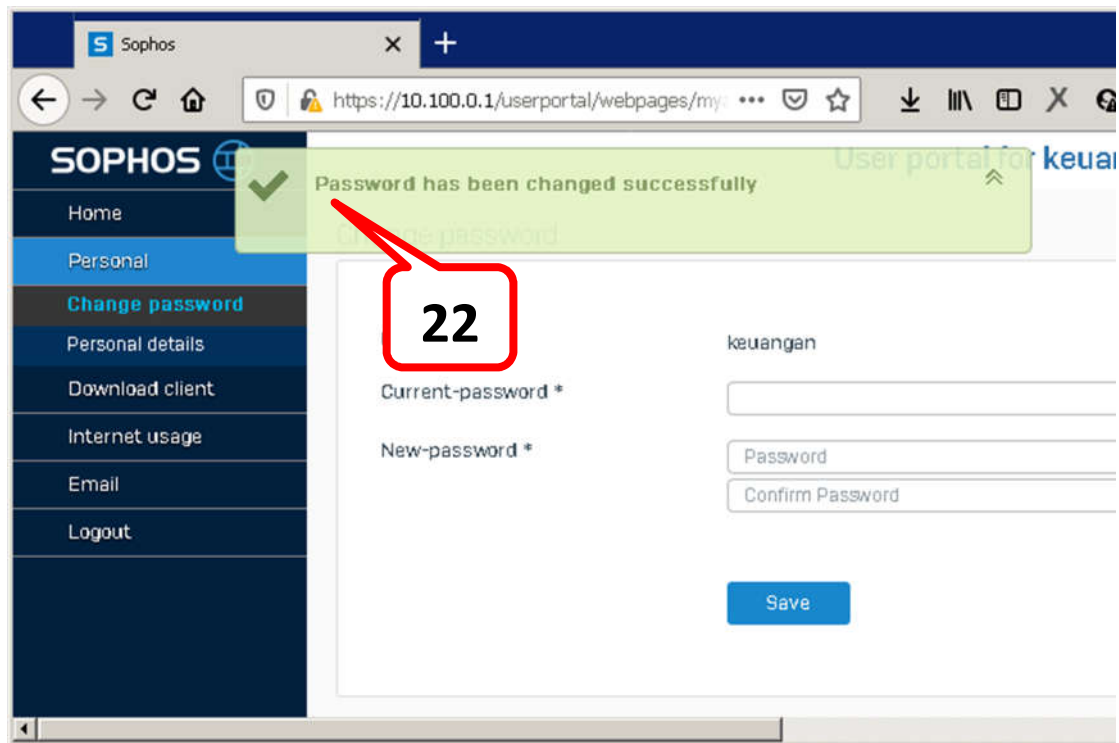 Sophos
https://10.100.0.1/userportal/webpages/my
SOPHOS
User portal for keuan
Password has been changed successfully
Home
Change password
Personal
Change password
22
Personal details
keuangan
Download client
Current-password *
Internet usage
New-password *
Password
Email
Confirm Password
Logout
Save